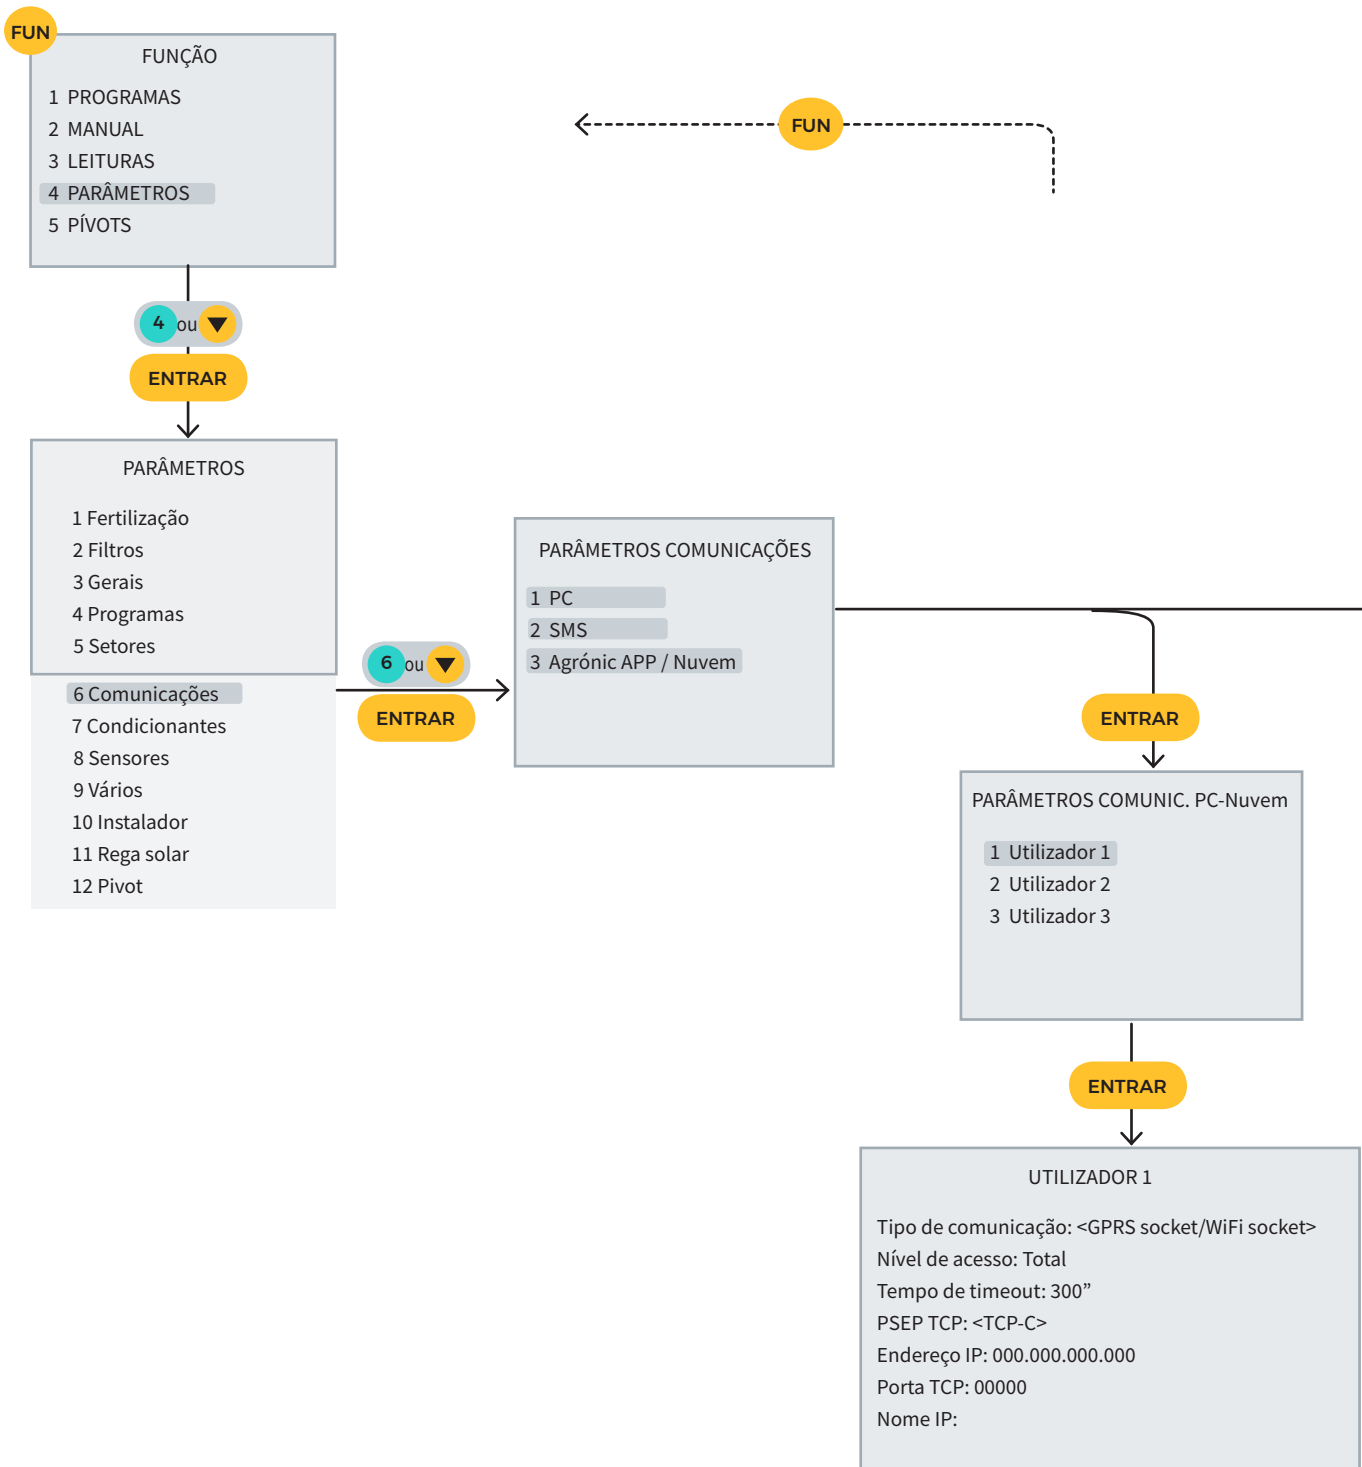 FUN
FUNÇÃO
1 PROGRAMAS
2 MANUAL
3 LEITURAS
4 PARÂMETROS
5 PÍVOTS
FUN
4 ou
ENTRAR
PARÂMETROS
1 Fertilização
2 Filtros
3 Gerais
4 Programas
5 Setores
6 Comunicações
7 Condicionantes
8 Sensores
9 Vários
10 Instalador
11 Rega solar
12 Pivot
6 ou
ENTRAR
PARÂMETROS COMUNICAÇÕES
1 PC
2 SMS
3 Agrónic APP / Nuvem
ENTRAR
PARÂMETROS COMUNIC. PC-Nuvem
1 Utilizador 1
2 Utilizador 2
3 Utilizador 3
ENTRAR
UTILIZADOR 1
Tipo de comunicação: <GPRS socket/WiFi socket>
Nível de acesso: Total
Tempo de timeout: 300”
PSEP TCP: <TCP-C>
Endereço IP: 000.000.000.000
Porta TCP: 00000
Nome IP: